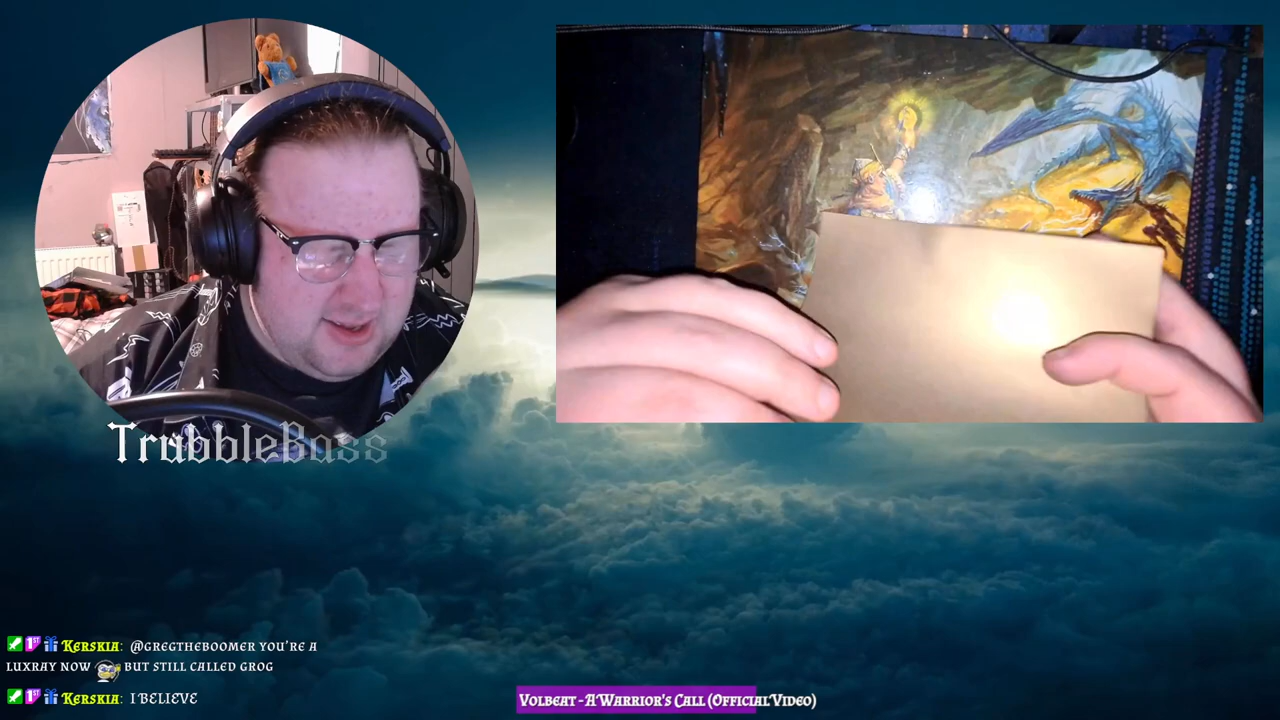 TrubbleBass
Kerskia: @gregtheboomer you're a
luxray now but still called grog
Kerskia: I believe
Volbeat - A Warrior's Call (Official Video)